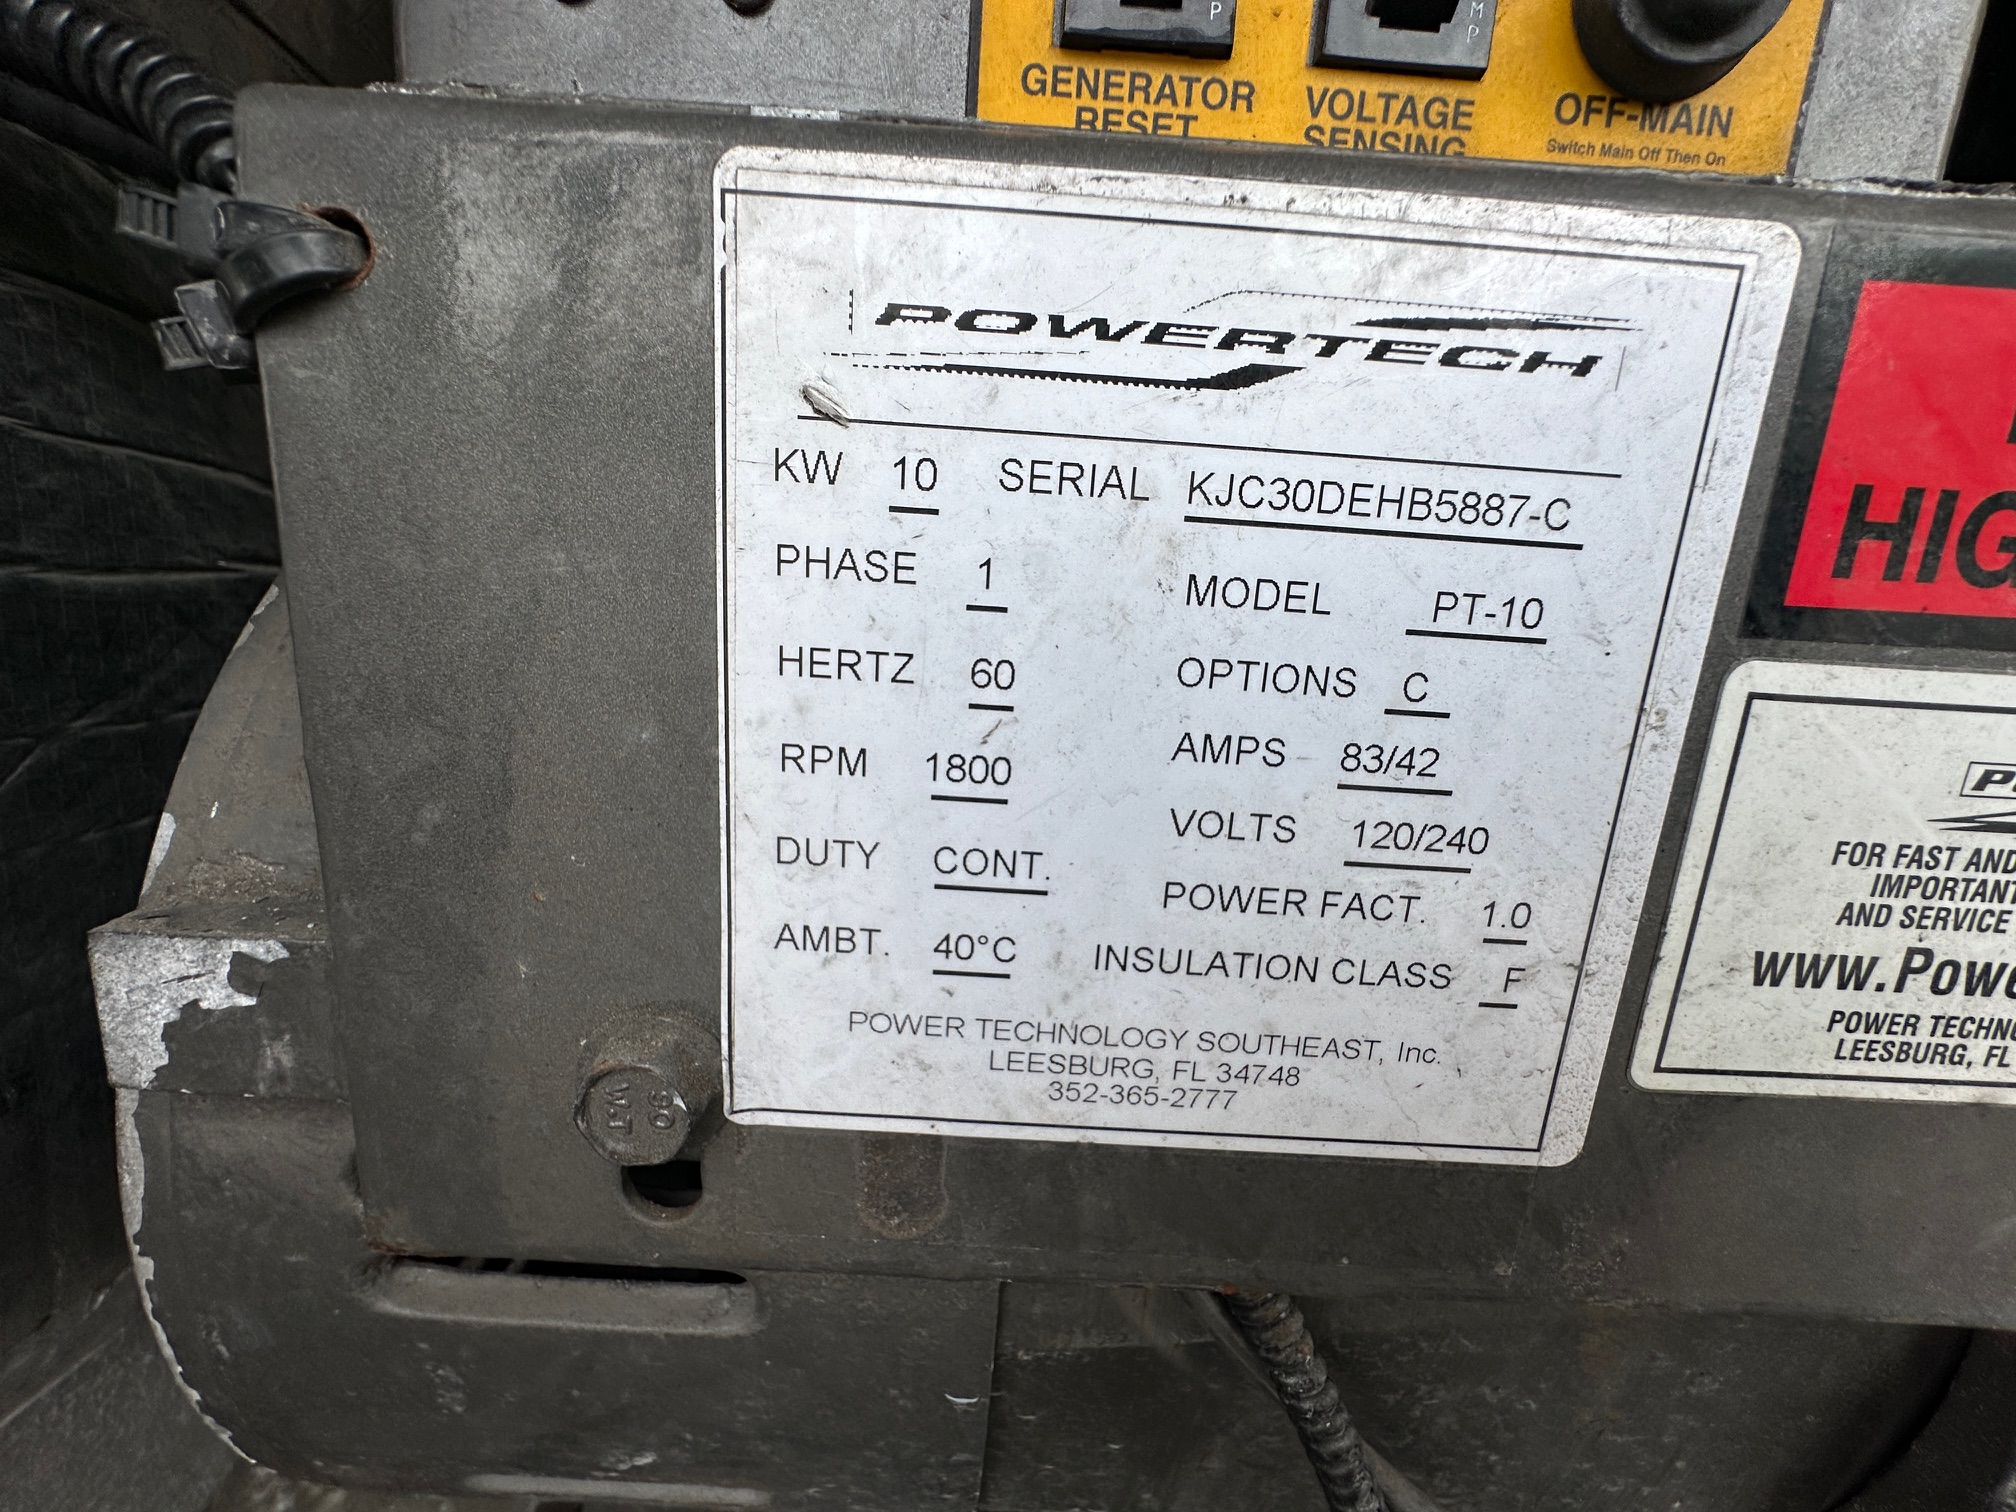 GENERATOR
RESET
VOLTAGE
SENSING
OFF-MAIN
Switch Main Off Then On
POWERTECH
KW 10 SERIAL KJC30DEHB5887-C
PHASE 1
MODEL PT-10
HERTZ 60
OPTIONS C
RPM 1800
AMPS 83/42
VOLTS 120/240
DUTY CONT.
POWER FACT. 1.0
AMBT. 40°C
INSULATION CLASS F
POWER TECHNOLOGY SOUTHEAST, Inc.
LEESBURG, FL 34748
352-365-2777
HIG
FOR FAST AND
IMPORTANT
AND SERVICE
www.Powe
POWER TECHNO
LEESBURG, FL